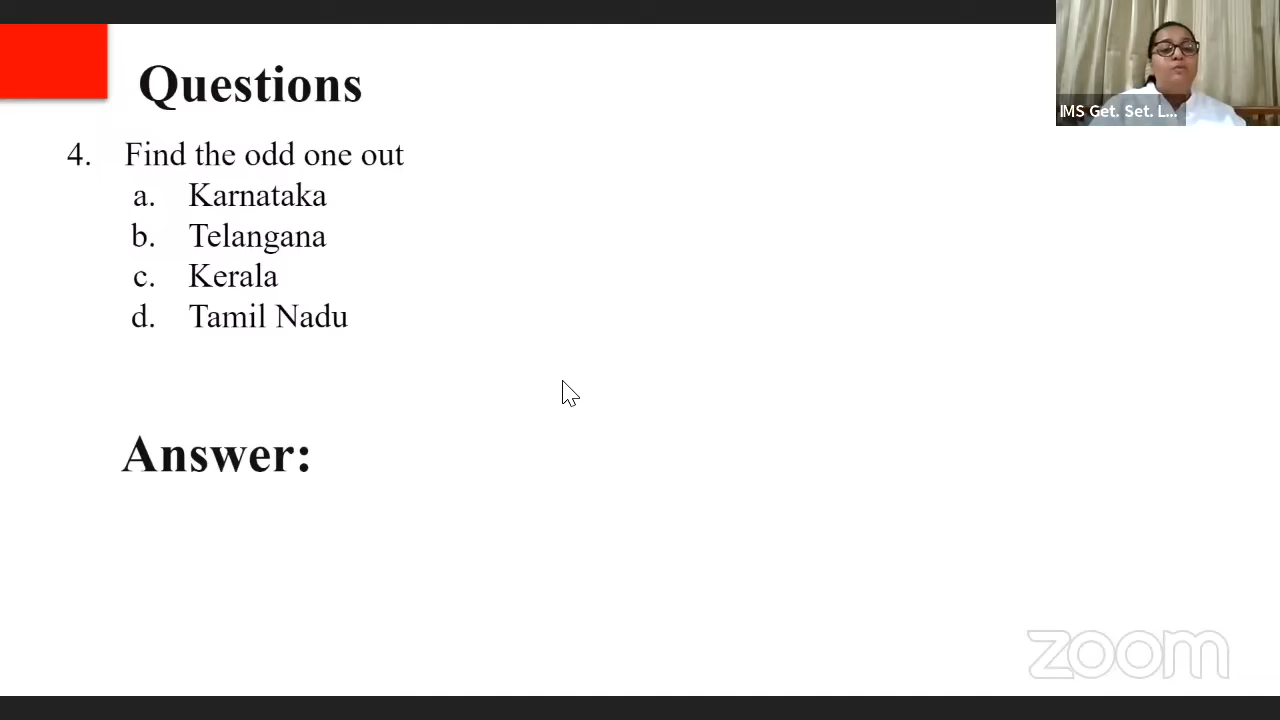 Questions
4. Find the odd one out
a. Karnataka
b. Telangana
c. Kerala
d. Tamil Nadu
Answer:
IMS Get. Set. L...
zoom